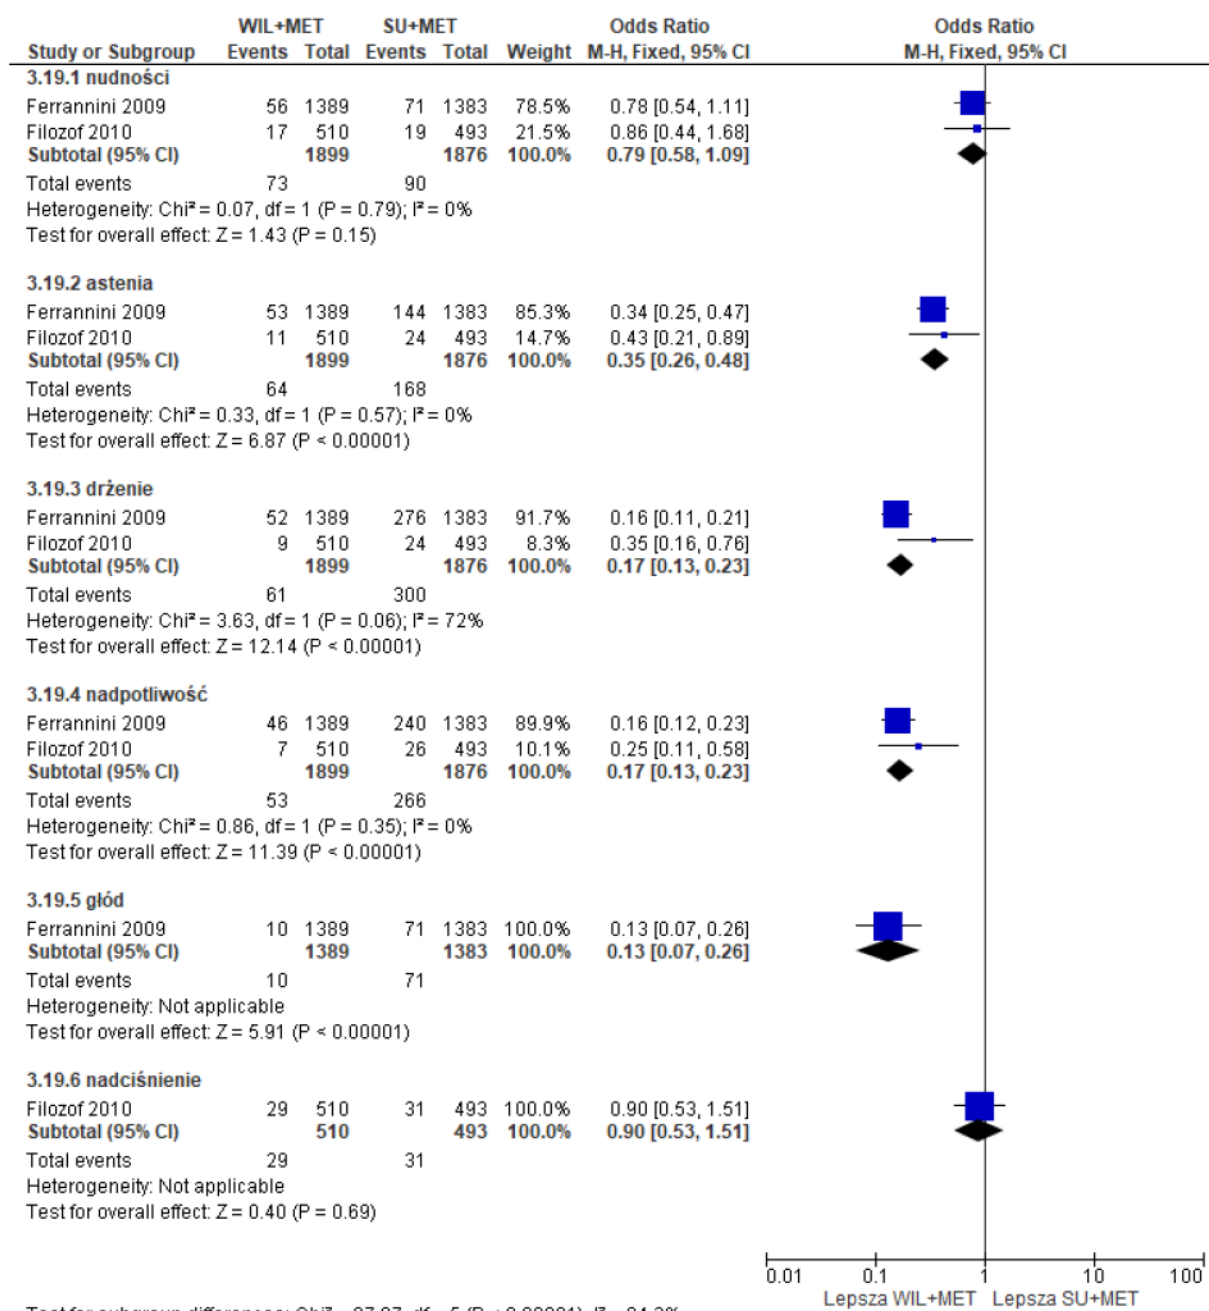 WIL+MET SU+MET Odds Ratio Odds Ratio
Study or Subgroup Events Total Events Total Weight M-H, Fixed, 95% CI M-H, Fixed, 95% CI
3.19.1 nudności
Ferrannini 2009 56 1389 71 1383 78.5% 0.78 [0.54, 1.11]
Filozof 2010 17 510 19 493 21.5% 0.86 [0.44, 1.68]
Subtotal (95% CI) 1899 1876 100.0% 0.79 [0.58, 1.09]
Total events 73 90
Heterogeneity: Chi² = 0.07, df = 1 (P = 0.79); I² = 0%
Test for overall effect: Z = 1.43 (P = 0.15)
3.19.2 astenia
Ferrannini 2009 53 1389 144 1383 85.3% 0.34 [0.25, 0.47]
Filozof 2010 11 510 24 493 14.7% 0.43 [0.21, 0.89]
Subtotal (95% CI) 1899 1876 100.0% 0.35 [0.26, 0.48]
Total events 64 168
Heterogeneity: Chi² = 0.33, df = 1 (P = 0.57); I² = 0%
Test for overall effect: Z = 6.87 (P < 0.00001)
3.19.3 drżenie
Ferrannini 2009 52 1389 276 1383 91.7% 0.16 [0.11, 0.21]
Filozof 2010 9 510 24 493 8.3% 0.35 [0.16, 0.76]
Subtotal (95% CI) 1899 1876 100.0% 0.17 [0.13, 0.23]
Total events 61 300
Heterogeneity: Chi² = 3.63, df = 1 (P = 0.06); I² = 72%
Test for overall effect: Z = 12.14 (P < 0.00001)
3.19.4 nadpotliwość
Ferrannini 2009 46 1389 240 1383 89.9% 0.16 [0.12, 0.23]
Filozof 2010 7 510 26 493 10.1% 0.25 [0.11, 0.58]
Subtotal (95% CI) 1899 1876 100.0% 0.17 [0.13, 0.23]
Total events 53 266
Heterogeneity: Chi² = 0.86, df = 1 (P = 0.35); I² = 0%
Test for overall effect: Z = 11.39 (P < 0.00001)
3.19.5 głód
Ferrannini 2009 10 1389 71 1383 100.0% 0.13 [0.07, 0.26]
Subtotal (95% CI) 1389 1383 100.0% 0.13 [0.07, 0.26]
Total events 10 71
Heterogeneity: Not applicable
Test for overall effect: Z = 5.91 (P < 0.00001)
3.19.6 nadciśnienie
Filozof 2010 29 510 31 493 100.0% 0.90 [0.53, 1.51]
Subtotal (95% CI) 510 493 100.0% 0.90 [0.53, 1.51]
Total events 29 31
Heterogeneity: Not applicable
Test for overall effect: Z = 0.40 (P = 0.69)
0.01 0.1 1 10 100
Lepsza WIL+MET Lepsza SU+MET
Test for subgroup differences: Chi² =